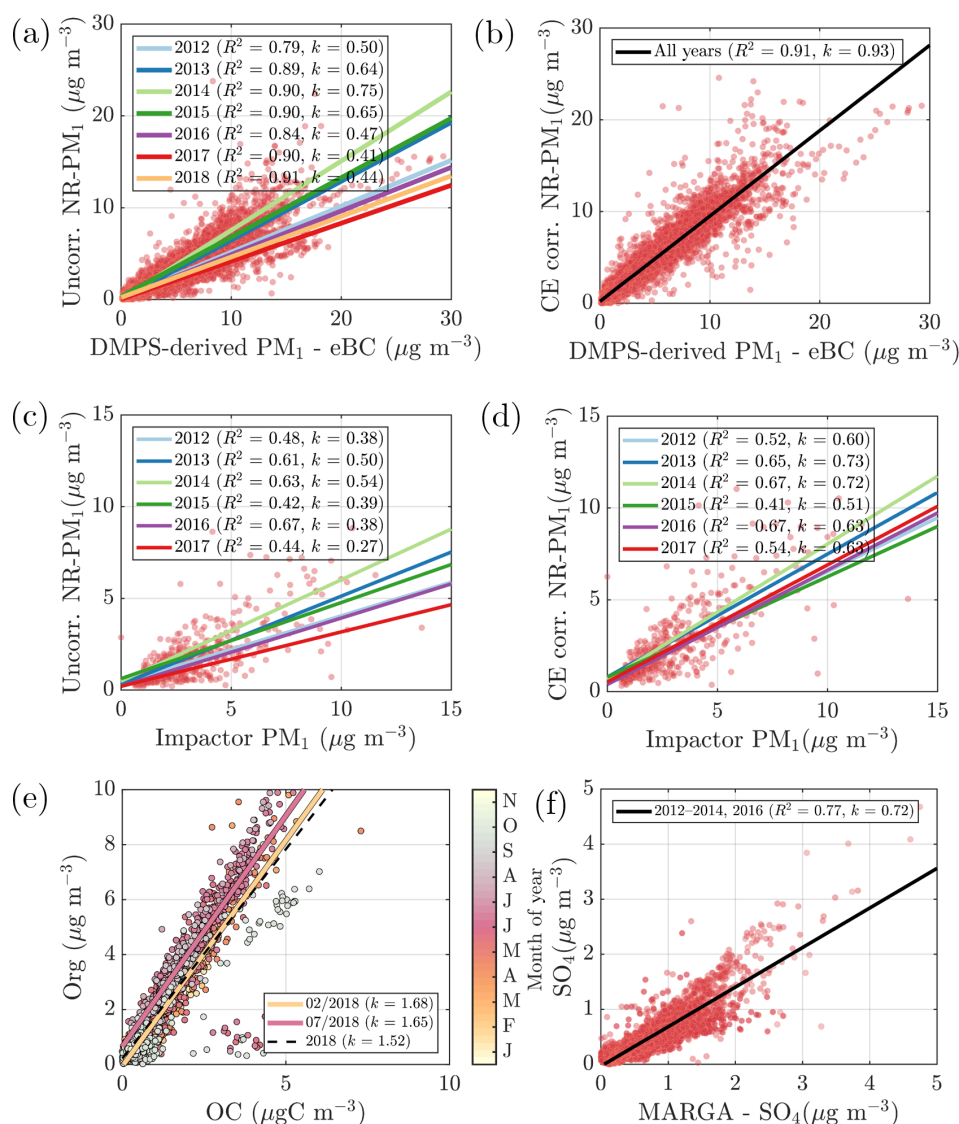 (a)
30
20
10
0
Uncorr. NR-PM₁ (μg m⁻³)
2012 (R² = 0.79, k = 0.50)
2013 (R² = 0.89, k = 0.64)
2014 (R² = 0.90, k = 0.75)
2015 (R² = 0.90, k = 0.65)
2016 (R² = 0.84, k = 0.47)
2017 (R² = 0.90, k = 0.41)
2018 (R² = 0.91, k = 0.44)
0 10 20 30
DMPS-derived PM₁ - eBC (μg m⁻³)
(b)
30
20
10
0
CE corr. NR-PM₁(μg m⁻³)
All years (R² = 0.91, k = 0.93)
0 10 20 30
DMPS-derived PM₁ - eBC (μg m⁻³)
(c)
15
10
5
0
Uncorr. NR-PM₁(μg m⁻³)
2012 (R² = 0.48, k = 0.38)
2013 (R² = 0.61, k = 0.50)
2014 (R² = 0.63, k = 0.54)
2015 (R² = 0.42, k = 0.39)
2016 (R² = 0.67, k = 0.38)
2017 (R² = 0.44, k = 0.27)
0 5 10 15
Impactor PM₁ (μg m⁻³)
(d)
15
10
5
0
CE corr. NR-PM₁(μg m⁻³)
2012 (R² = 0.52, k = 0.60)
2013 (R² = 0.65, k = 0.73)
2014 (R² = 0.67, k = 0.72)
2015 (R² = 0.41, k = 0.51)
2016 (R² = 0.67, k = 0.63)
2017 (R² = 0.54, k = 0.63)
0 5 10 15
Impactor PM₁(μg m⁻³)
(e)
10
8
6
4
2
0
Org (μg m⁻³)
02/2018 (k = 1.68)
07/2018 (k = 1.65)
2018 (k = 1.52)
0 5 10
OC (μgC m⁻³)
N
O
S
A
J
J
M
A
M
F
J
Month of year
(f)
5
4
3
2
1
0
SO₄(μg m⁻³)
2012–2014, 2016 (R² = 0.77, k = 0.72)
0 1 2 3 4 5
MARGA - SO₄(μg m⁻³)